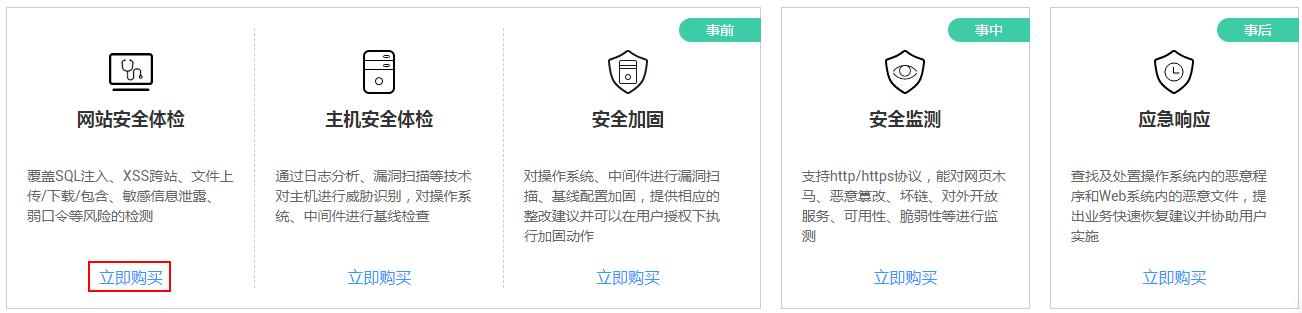 事前
网站安全体检
覆盖SQL注入、XSS跨站、文件上
传/下载/包含、敏感信息泄露、
弱口令等风险的检测
立即购买
主机安全体检
通过日志分析、漏洞扫描等技术
对主机进行威胁识别，对操作系
统、中间件进行基线检查
立即购买
安全加固
对操作系统、中间件进行漏洞扫
描、基线配置加固，提供相应的
整改建议并可以在用户授权下执
行加固动作
立即购买
事中
安全监测
支持http/https协议，能对网页木
马、恶意篡改、坏链、对外开放
服务、可用性、脆弱性等进行监
测
立即购买
事后
应急响应
查找及处置操作系统内的恶意程
序和Web系统内的恶意文件，提
出业务快速恢复建议并协助用户
实施
立即购买